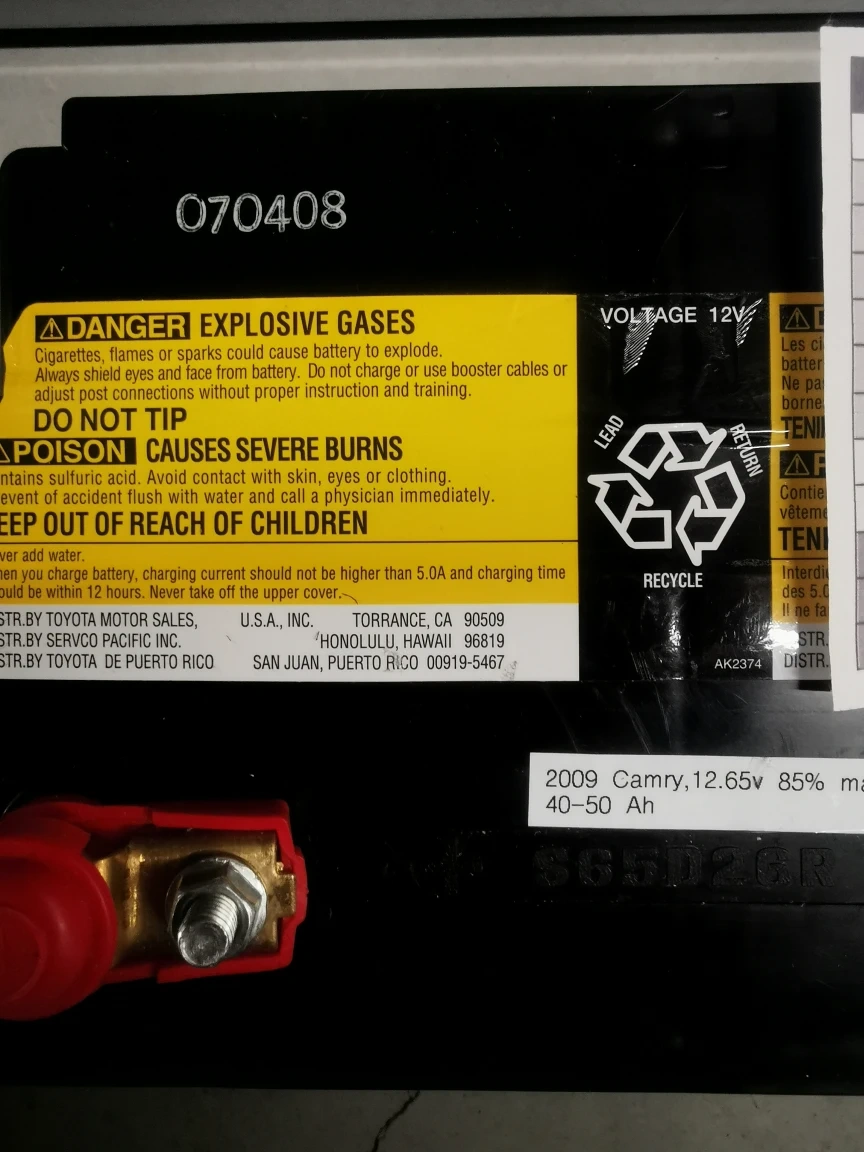 070408
DANGER EXPLOSIVE GASES
Cigarettes, flames or sparks could cause battery to explode.
Always shield eyes and face from battery. Do not charge or use booster cables or
adjust post connections without proper instruction and training.
DO NOT TIP
POISON CAUSES SEVERE BURNS
ntains sulfuric acid. Avoid contact with skin, eyes or clothing.
event of accident flush with water and call a physician immediately.
EEP OUT OF REACH OF CHILDREN
ver add water.
hen you charge battery, charging current should not be higher than 5.0A and charging time
ould be within 12 hours. Never take off the upper cover.
STR.BY TOYOTA MOTOR SALES, U.S.A., INC. TORRANCE, CA 90509
STR.BY SERVCO PACIFIC INC. HONOLULU, HAWAII 96819
STR.BY TOYOTA DE PUERTO RICO SAN JUAN, PUERTO RICO 00919-5467
VOLTAGE 12V
LEAD
RETURN
RECYCLE
AK2374
D
Les ci
batter
Ne pa
borne
TENI
P
Contie
vêteme
TENI
Interdi
des 5.0
Il ne fa
STR.
DISTR.
2009 Camry,12.65v 85% ma
40-50 Ah
S65D26R